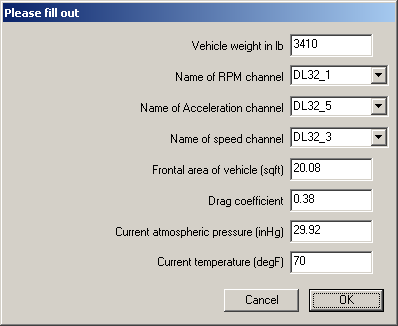 Please fill out
Vehicle weight in lb 3410
Name of RPM channel DL32_1
Name of Acceleration channel DL32_5
Name of speed channel DL32_3
Frontal area of vehicle (sqft) 20.08
Drag coefficient 0.38
Current atmospheric pressure (inHg) 29.92
Current temperature (degF) 70
Cancel OK